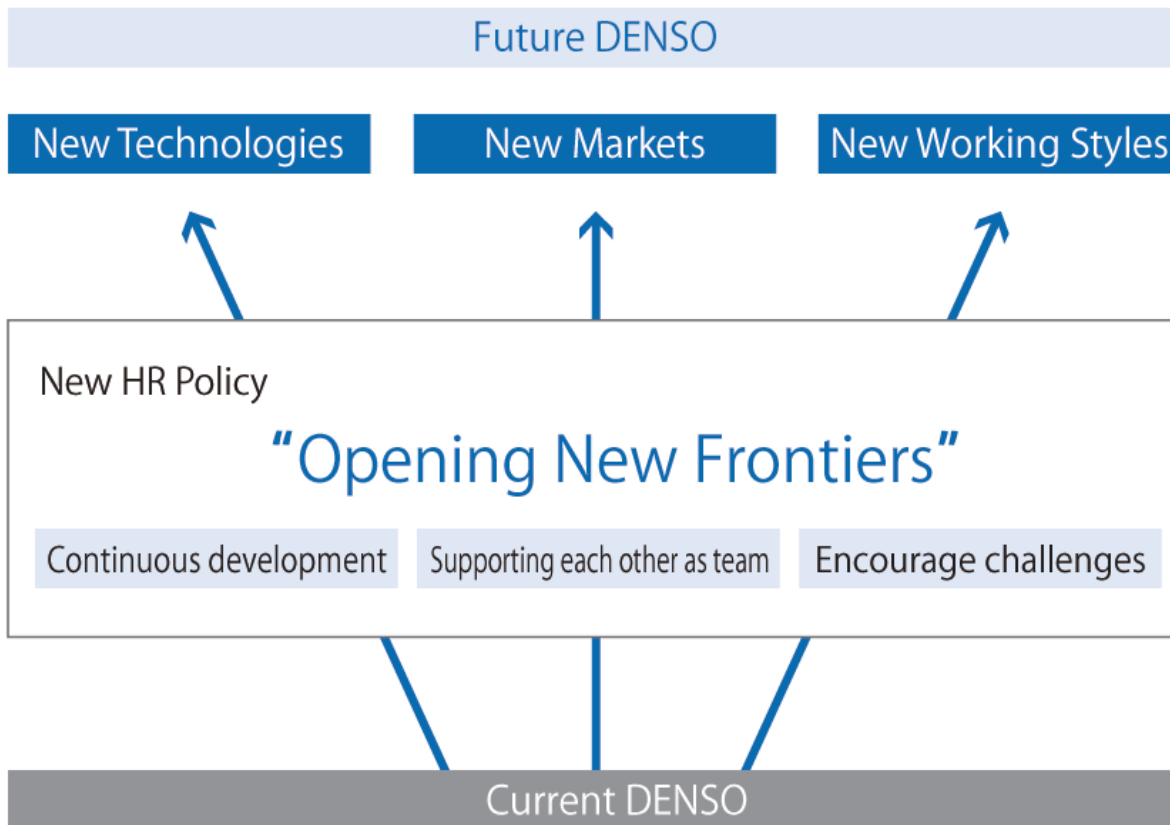 Future DENSO
New Technologies
New Markets
New Working Styles
New HR Policy
“Opening New Frontiers”
Continuous development
Supporting each other as team
Encourage challenges
Current DENSO